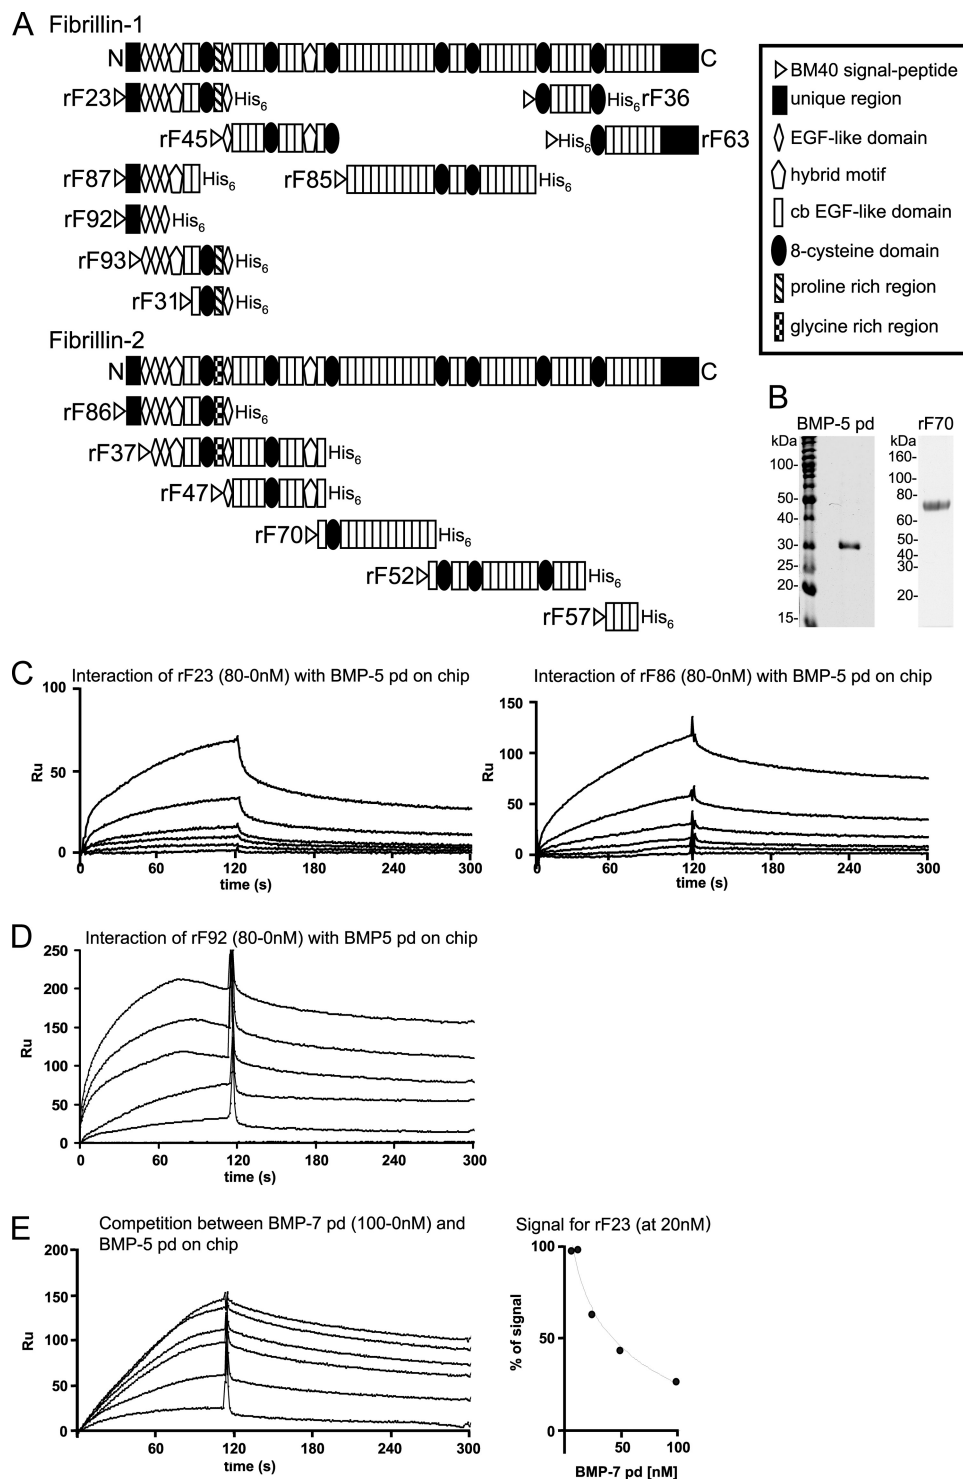 A
Fibrillin-1
N
C
rF23
His6
His6
rF36
rF45
His6
rF63
rF87
His6
rF85
His6
rF92
His6
rF93
His6
rF31
His6
BM40 signal-peptide
unique region
EGF-like domain
hybrid motif
cb EGF-like domain
8-cysteine domain
proline rich region
glycine rich region
Fibrillin-2
N
C
rF86
His6
rF37
His6
rF47
His6
rF70
His6
rF52
His6
rF57
His6
B
BMP-5 pd
kDa
100-
50-
40-
30-
25-
20-
15-
rF70
kDa
160-
100-
80-
60-
50-
40-
30-
20-
C
Interaction of rF23 (80-0nM) with BMP-5 pd on chip
Ru
100
50
0
0 60 120 180 240 300
time (s)
Interaction of rF86 (80-0nM) with BMP-5 pd on chip
150
100
50
0
0 60 120 180 240 300
time (s)
D
Interaction of rF92 (80-0nM) with BMP5 pd on chip
Ru
250
200
150
100
50
0
0 60 120 180 240 300
time (s)
E
Competition between BMP-7 pd (100-0nM) and
BMP-5 pd on chip
Ru
200
150
100
50
0
60 120 180 240 300
time (s)
Signal for rF23 (at 20nM)
% of signal
100
50
0
50 100
BMP-7 pd [nM]